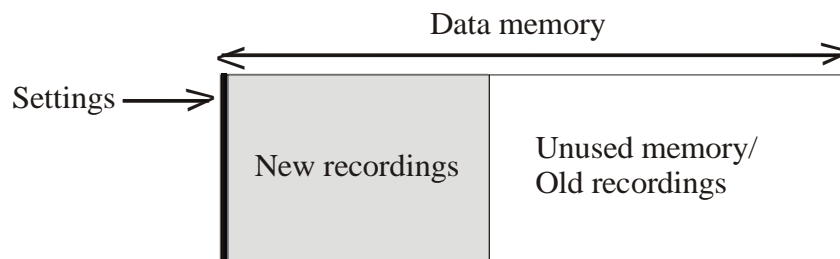 Data memory
Settings
New recordings
Unused memory/
Old recordings